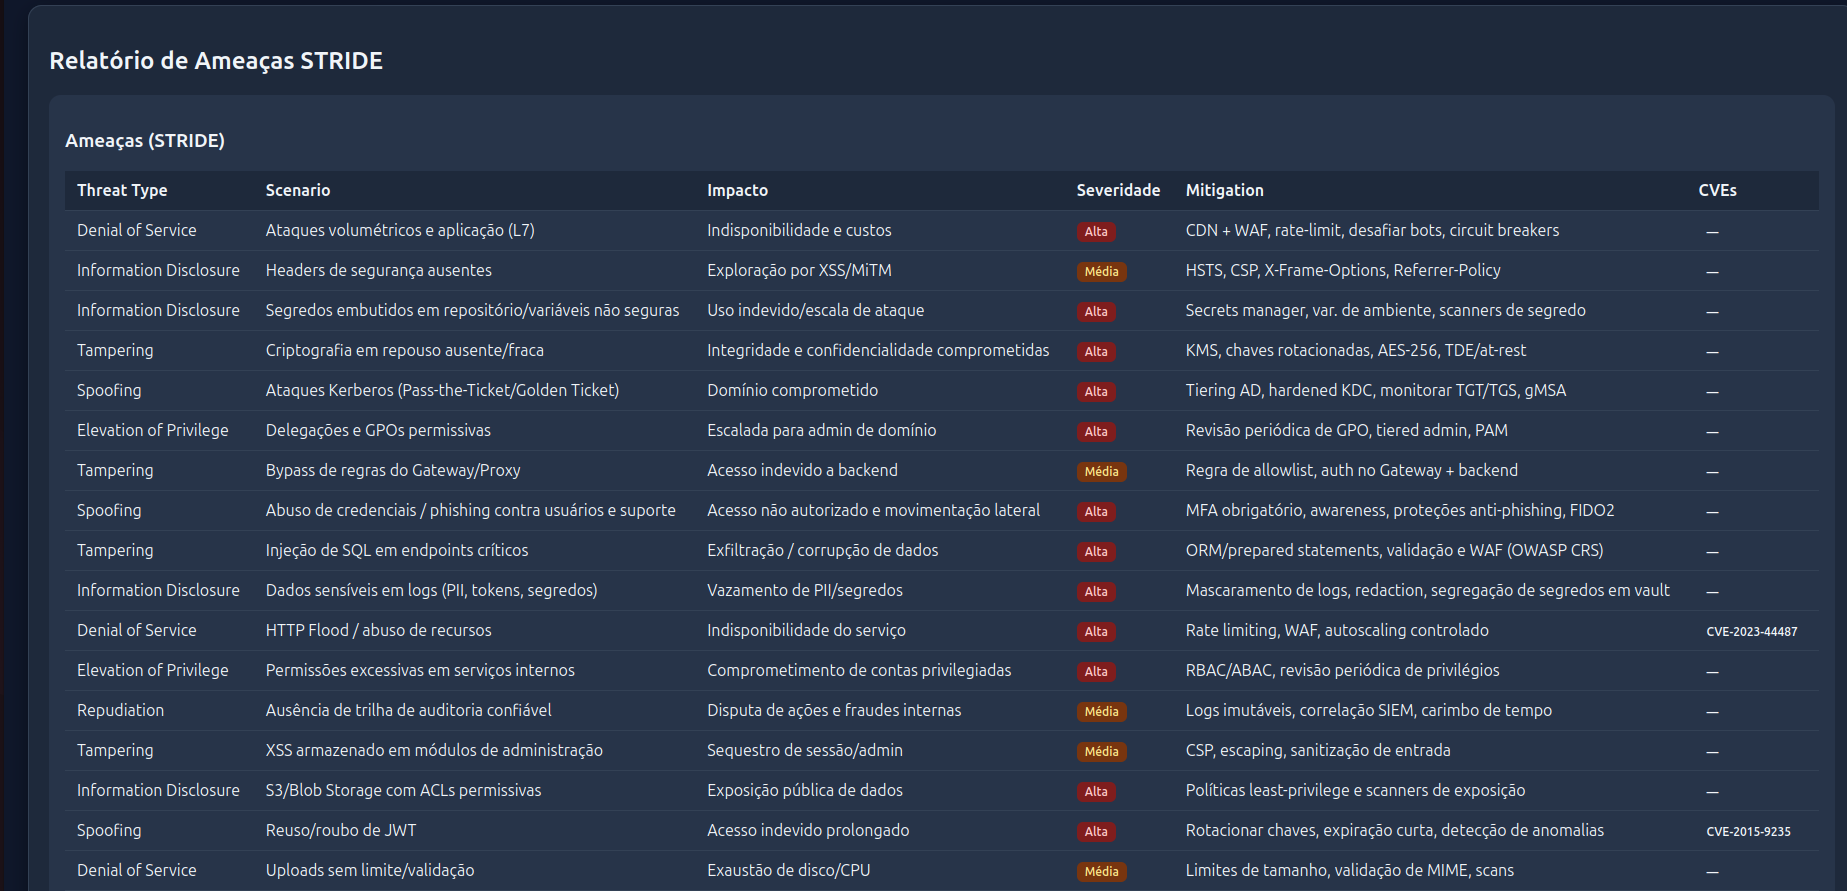 Relatório de Ameaças STRIDE
Ameaças (STRIDE)
Threat Type Scenario Impacto Severidade Mitigation CVEs
Denial of Service Ataques volumétricos e aplicação (L7) Indisponibilidade e custos Alta CDN + WAF, rate-limit, desafiar bots, circuit breakers —
Information Disclosure Headers de segurança ausentes Exploração por XSS/MiTM Média HSTS, CSP, X-Frame-Options, Referrer-Policy —
Information Disclosure Segredos embutidos em repositório/variáveis não seguras Uso indevido/escala de ataque Alta Secrets manager, var. de ambiente, scanners de segredo —
Tampering Criptografia em repouso ausente/fraca Integridade e confidencialidade comprometidas Alta KMS, chaves rotacionadas, AES-256, TDE/at-rest —
Spoofing Ataques Kerberos (Pass-the-Ticket/Golden Ticket) Domínio comprometido Alta Tiering AD, hardened KDC, monitorar TGT/TGS, gMSA —
Elevation of Privilege Delegações e GPOs permissivas Escalada para admin de domínio Alta Revisão periódica de GPO, tiered admin, PAM —
Tampering Bypass de regras do Gateway/Proxy Acesso indevido a backend Média Regra de allowlist, auth no Gateway + backend —
Spoofing Abuso de credenciais / phishing contra usuários e suporte Acesso não autorizado e movimentação lateral Alta MFA obrigatório, awareness, proteções anti-phishing, FIDO2 —
Tampering Injeção de SQL em endpoints críticos Exfiltração / corrupção de dados Alta ORM/prepared statements, validação e WAF (OWASP CRS) —
Information Disclosure Dados sensíveis em logs (PII, tokens, segredos) Vazamento de PII/segredos Alta Mascaramento de logs, redaction, segregação de segredos em vault —
Denial of Service HTTP Flood / abuso de recursos Indisponibilidade do serviço Alta Rate limiting, WAF, autoscaling controlado CVE-2023-44487
Elevation of Privilege Permissões excessivas em serviços internos Comprometimento de contas privilegiadas Alta RBAC/ABAC, revisão periódica de privilégios —
Repudiation Ausência de trilha de auditoria confiável Disputa de ações e fraudes internas Média Logs imutáveis, correlação SIEM, carimbo de tempo —
Tampering XSS armazenado em módulos de administração Sequestro de sessão/admin Média CSP, escaping, sanitização de entrada —
Information Disclosure S3/Blob Storage com ACLs permissivas Exposição pública de dados Alta Políticas least-privilege e scanners de exposição —
Spoofing Reuso/roubo de JWT Acesso indevido prolongado Alta Rotacionar chaves, expiração curta, detecção de anomalias CVE-2015-9235
Denial of Service Uploads sem limite/validação Exaustão de disco/CPU Média Limites de tamanho, validação de MIME, scans —